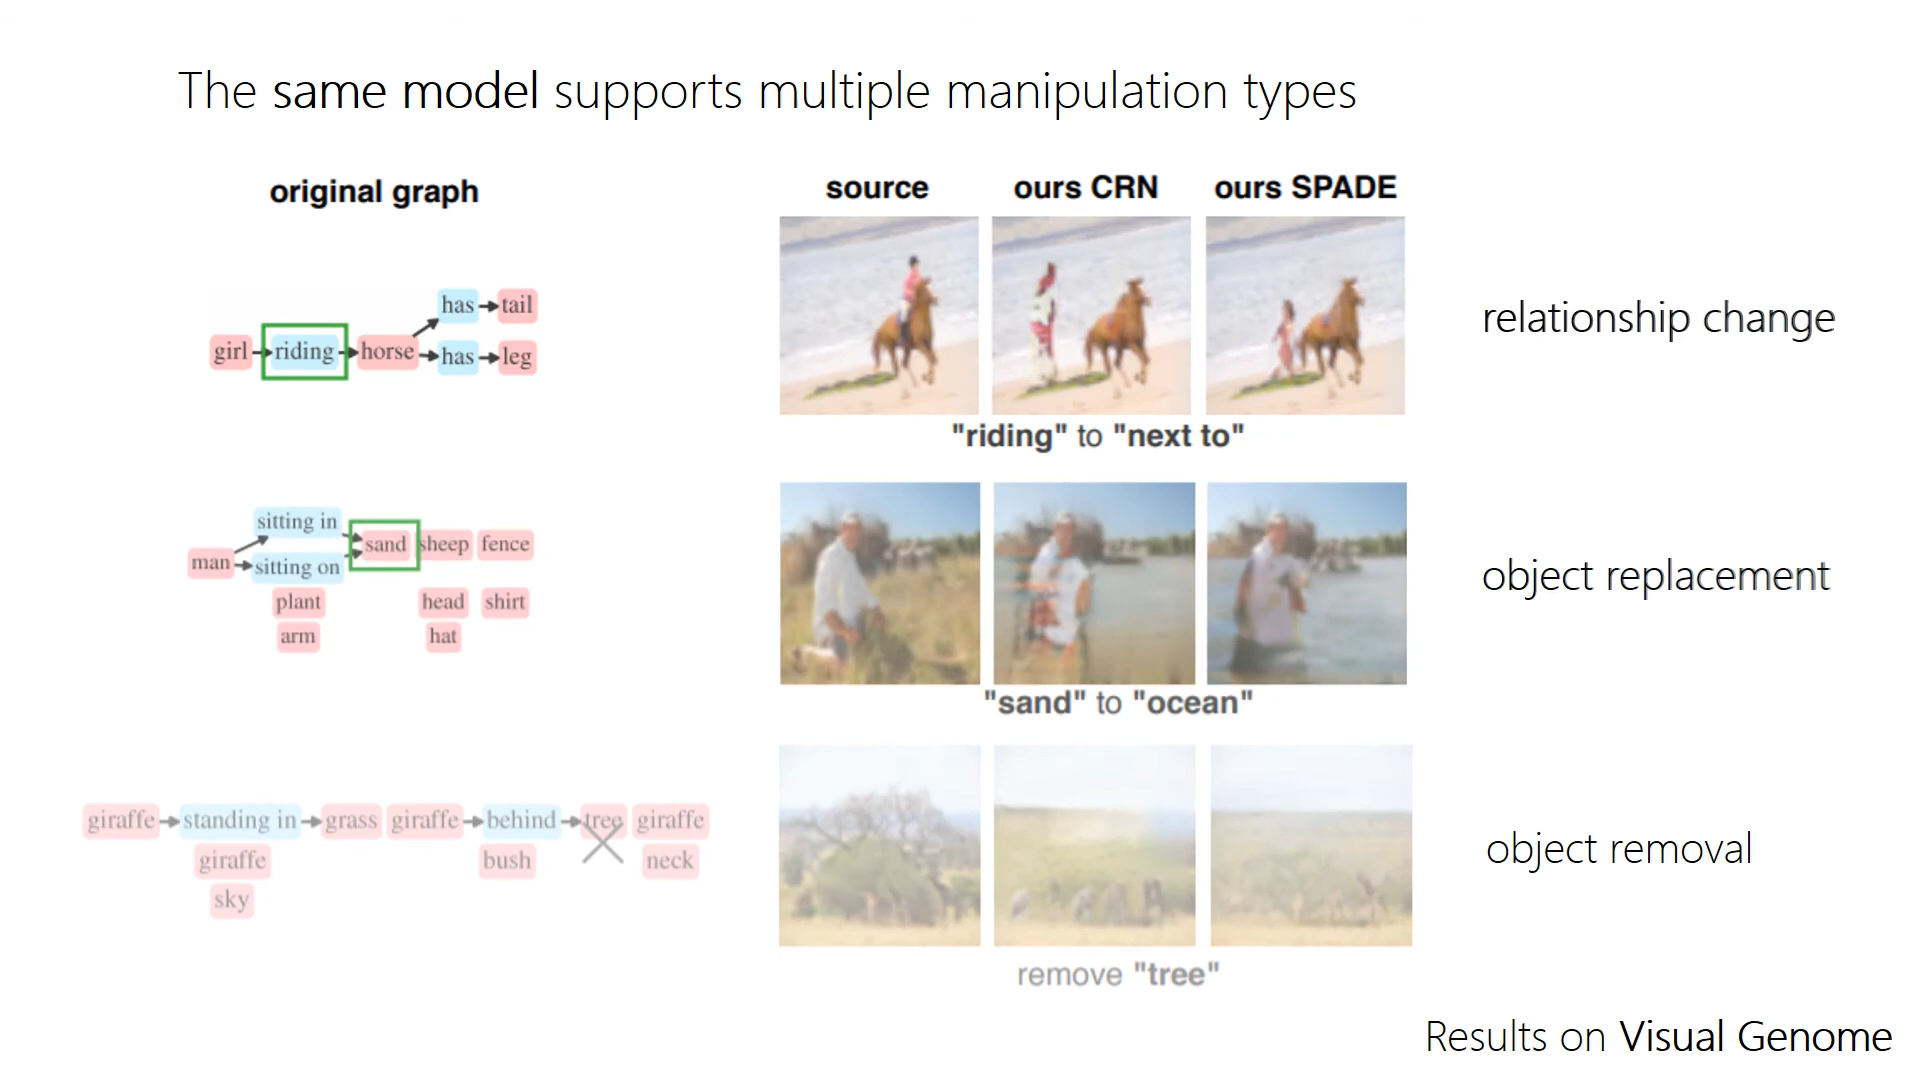 The same model supports multiple manipulation types
original graph
source ours CRN ours SPADE
has tail
girl riding horse has leg
relationship change
"riding" to "next to"
sitting in
man sitting on sand sheep fence
plant head shirt
arm hat
object replacement
"sand" to "ocean"
giraffe standing in grass giraffe behind tree giraffe
giraffe bush neck
sky
object removal
remove "tree"
Results on Visual Genome